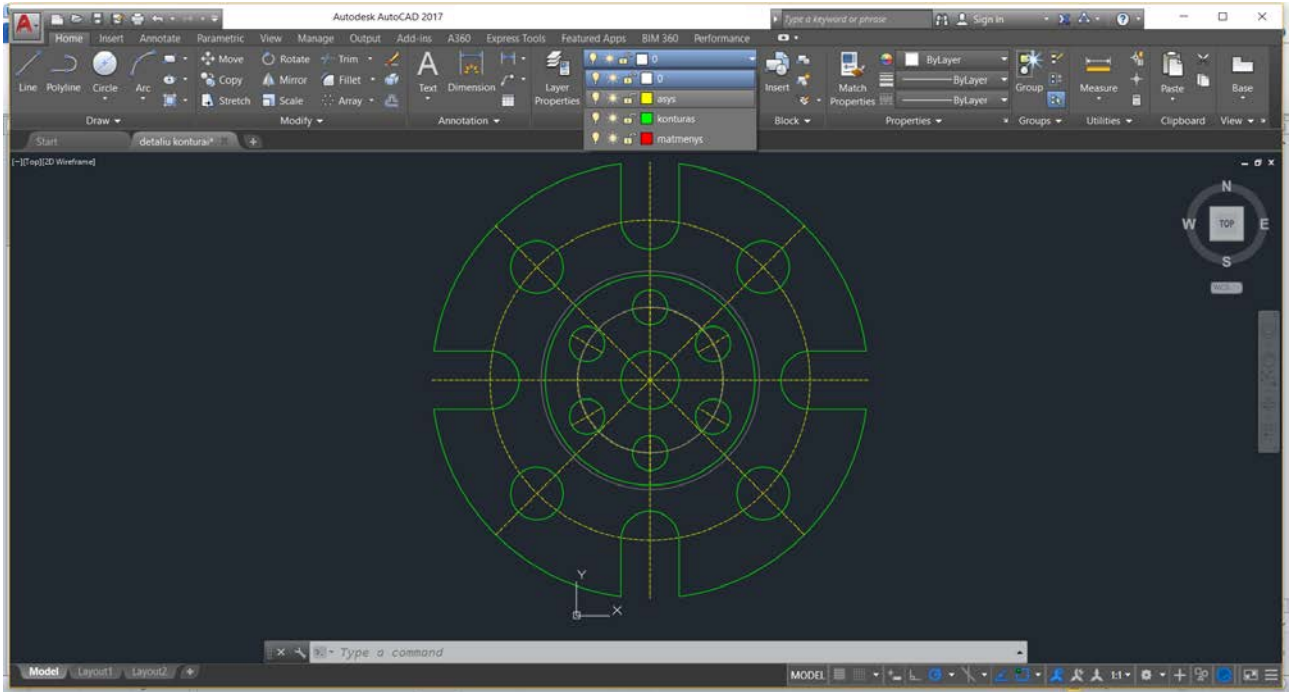 Autodesk AutoCAD 2017
Type a keyword or phrase
Sign In
Home Insert Annotate Parametric View Manage Output Add-ins A360 Express Tools Featured Apps BIM 360 Performance
Line Polyline Circle Arc
Move Rotate Trim
Copy Mirror Fillet
Stretch Scale Array
Text Dimension
Layer Properties
0
0
asys
konturas
matmenys
Insert
Match Properties
ByLayer
ByLayer
ByLayer
Group
Measure
Paste
Base
Draw Modify Annotation Block Properties Groups Utilities Clipboard View
Start detaliu konturai*
[−][Top][2D Wireframe]
N
W TOP E
S
WCS
Y
X
Type a command
Model Layout1 Layout2
MODEL 1:1